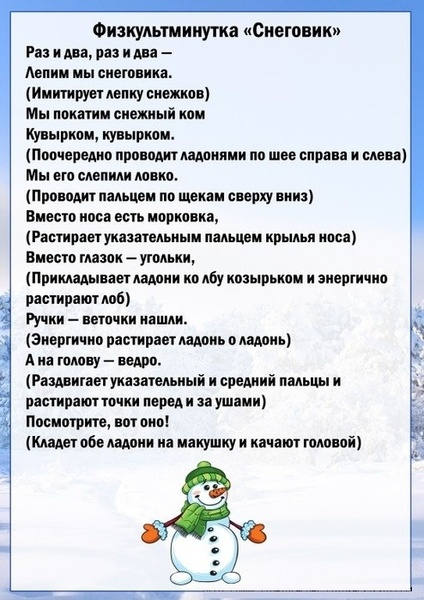 Физкультминутка «Снеговик»
Раз и два, раз и два —
Лепим мы снеговика.
(Имитирует лепку снежков)
Мы покатим снежный ком
Кувырком, кувырком.
(Поочередно проводит ладонями по шее справа и слева)
Мы его слепили ловко.
(Проводит пальцем по щекам сверху вниз)
Вместо носа есть морковка,
(Растирает указательным пальцем крылья носа)
Вместо глазок — угольки,
(Прикладывает ладони ко лбу козырьком и энергично
растирают лоб)
Ручки — веточки нашли.
(Энергично растирает ладонь о ладонь)
А на голову — ведро.
(Раздвигает указательный и средний пальцы и
растирают точки перед и за ушами)
Посмотрите, вот оно!
(Кладет обе ладони на макушку и качают головой)